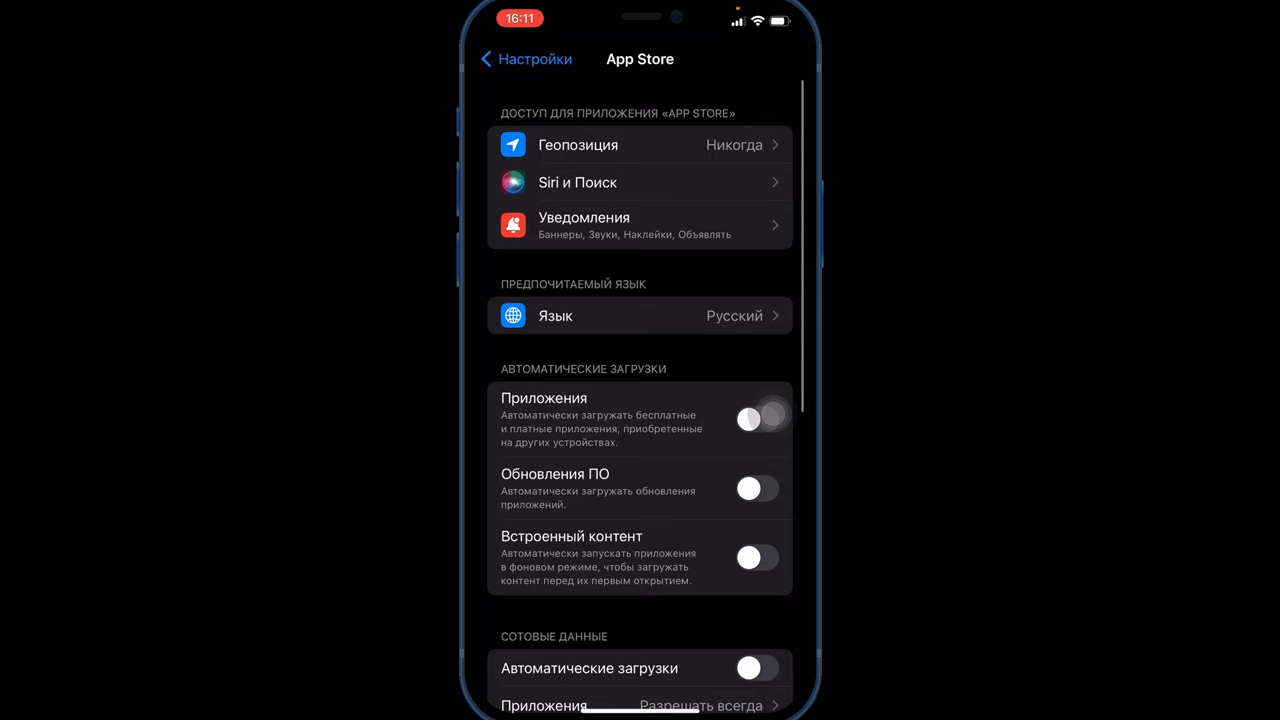 16:11
Настройки
App Store
ДОСТУП ДЛЯ ПРИЛОЖЕНИЯ «APP STORE»
Геопозиция Никогда
Siri и Поиск
Уведомления
Баннеры, Звуки, Наклейки, Объявлять
ПРЕДПОЧИТАЕМЫЙ ЯЗЫК
Язык Русский
АВТОМАТИЧЕСКИЕ ЗАГРУЗКИ
Приложения
Автоматически загружать бесплатные
и платные приложения, приобретенные
на других устройствах.
Обновления ПО
Автоматически загружать обновления
приложений.
Встроенный контент
Автоматически запускать приложения
в фоновом режиме, чтобы загружать
контент перед их первым открытием.
СОТОВЫЕ ДАННЫЕ
Автоматические загрузки
Приложения Разрешать всегда